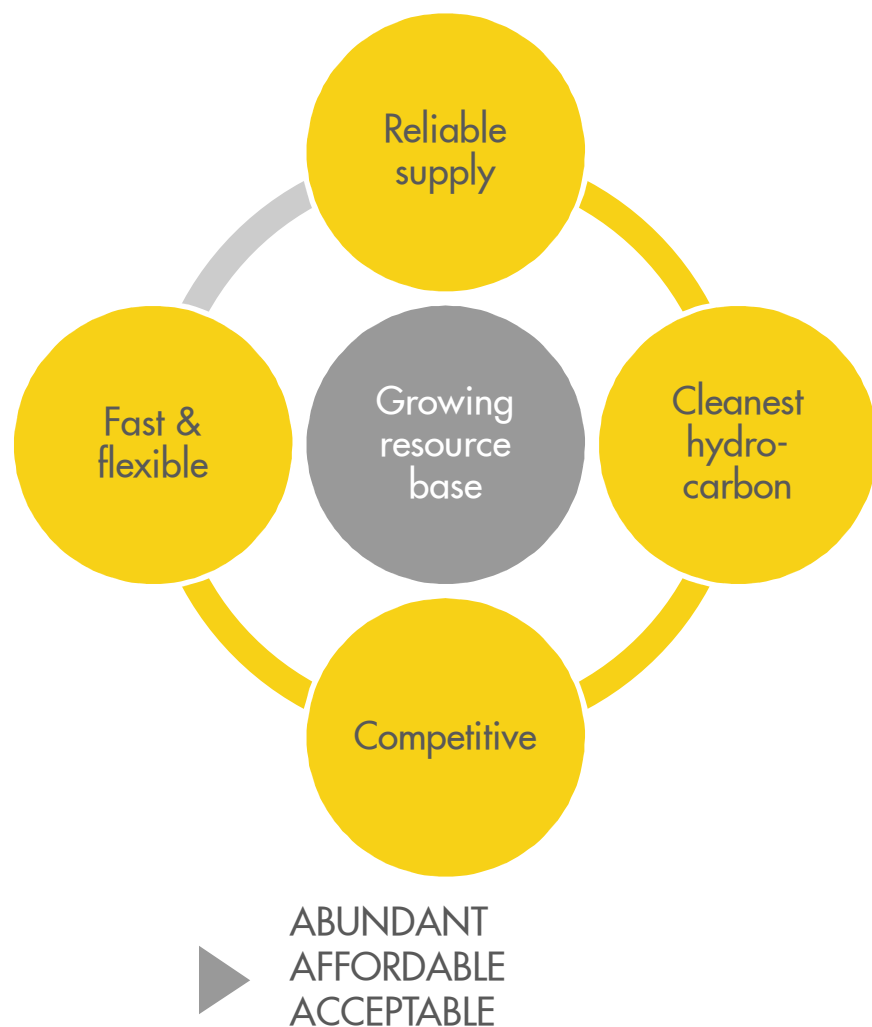 Reliable
supply
Fast &
flexible
Growing
resource
base
Cleanest
hydro-
carbon
Competitive
ABUNDANT
AFFORDABLE
ACCEPTABLE